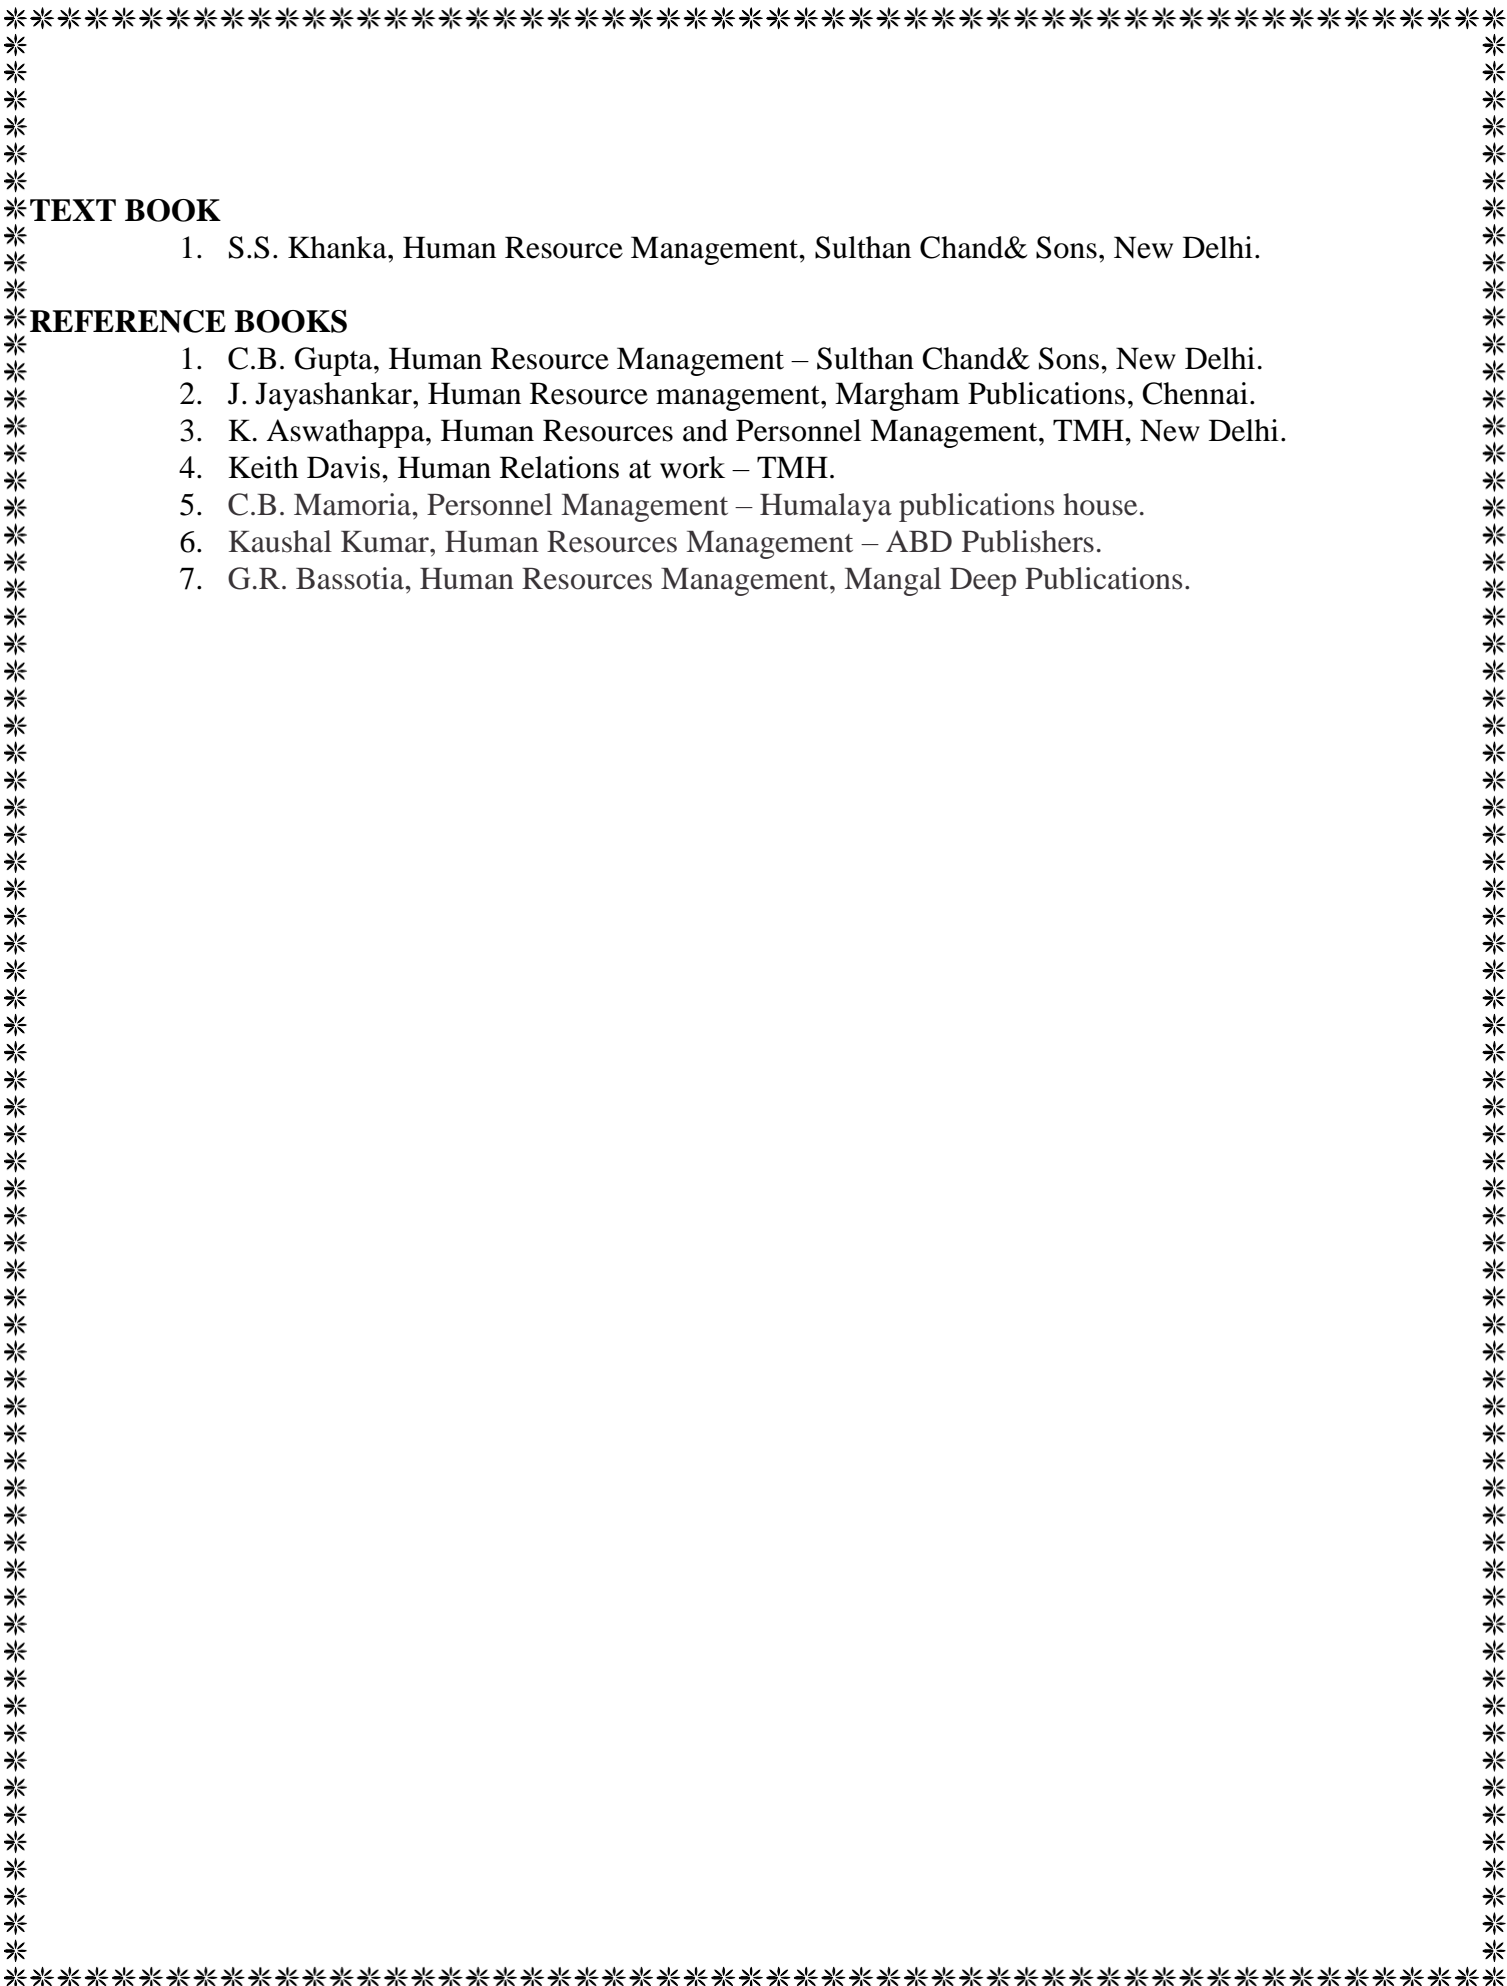 TEXT BOOK
1. S.S. Khanka, Human Resource Management, Sulthan Chand& Sons, New Delhi.
REFERENCE BOOKS
1. C.B. Gupta, Human Resource Management – Sulthan Chand& Sons, New Delhi.
2. J. Jayashankar, Human Resource management, Margham Publications, Chennai.
3. K. Aswathappa, Human Resources and Personnel Management, TMH, New Delhi.
4. Keith Davis, Human Relations at work – TMH.
5. C.B. Mamoria, Personnel Management – Humalaya publications house.
6. Kaushal Kumar, Human Resources Management – ABD Publishers.
7. G.R. Bassotia, Human Resources Management, Mangal Deep Publications.